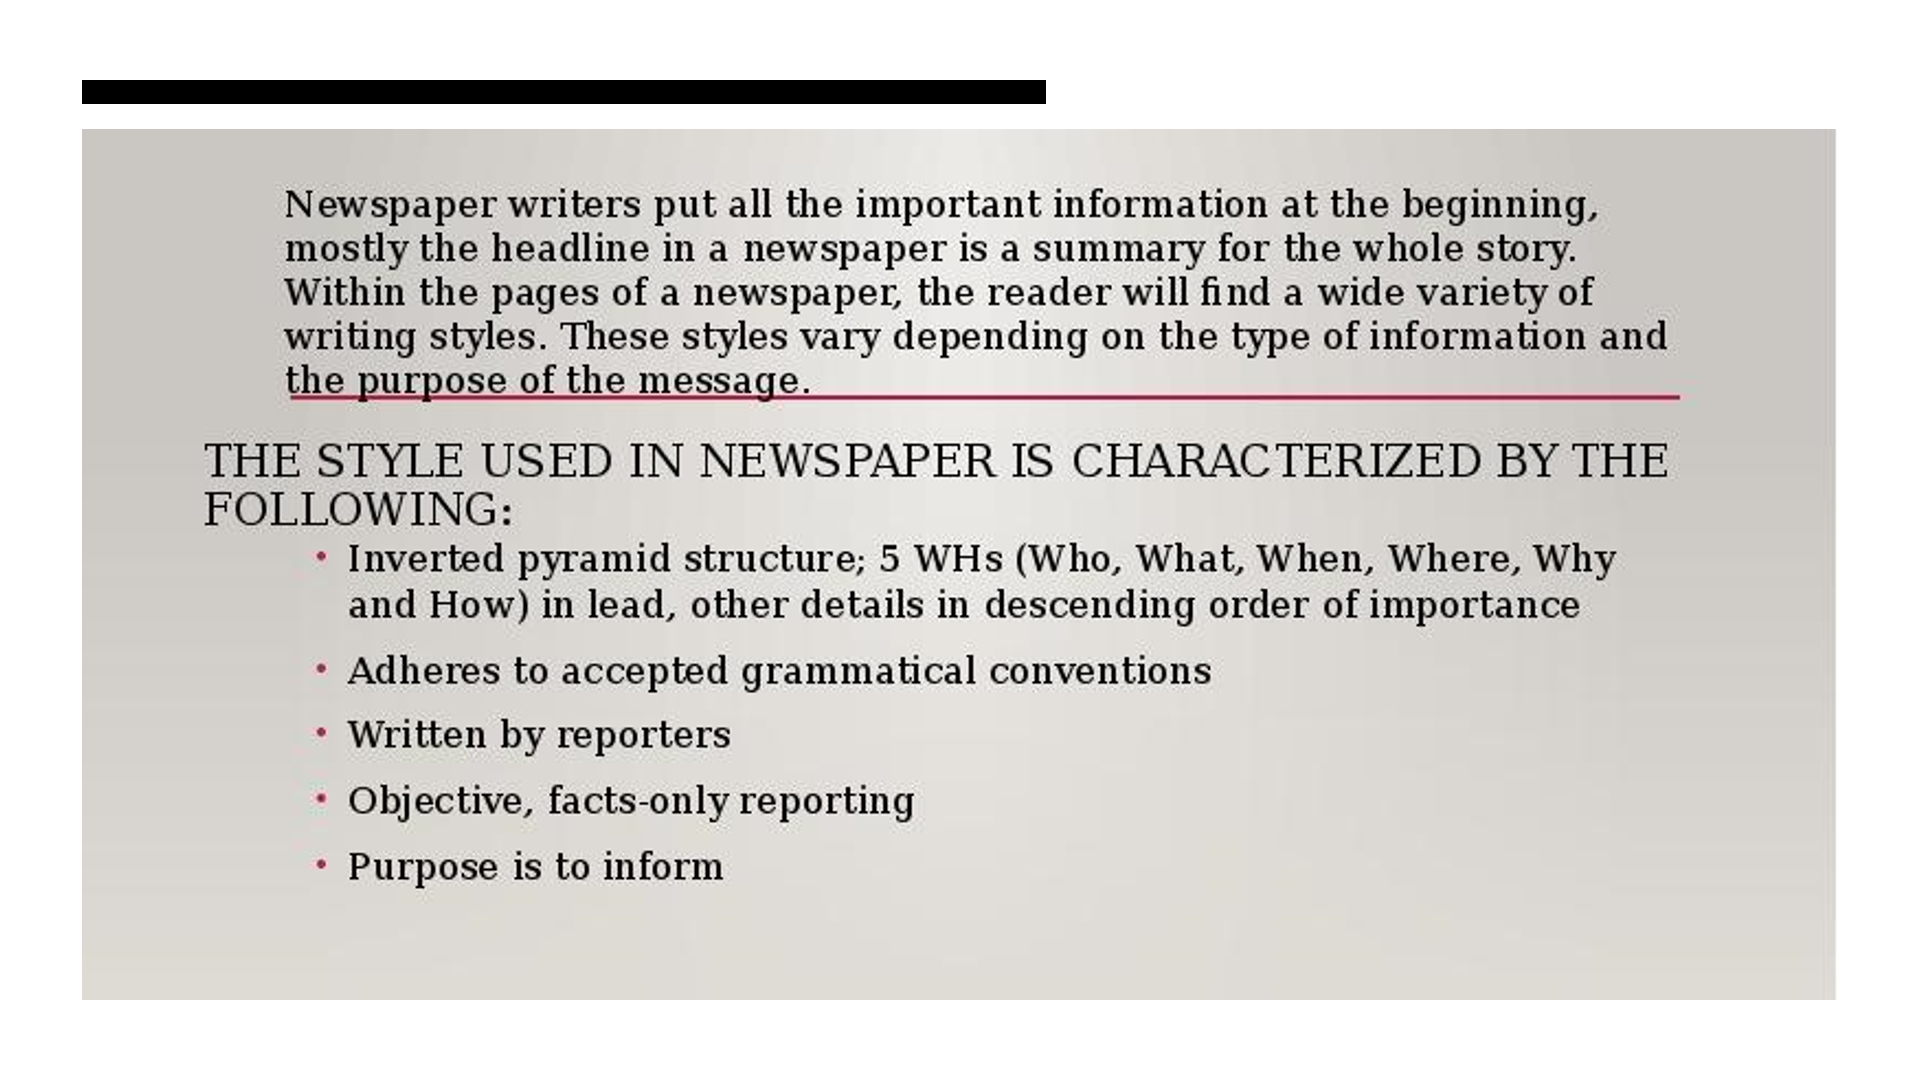 Newspaper writers put all the important information at the beginning,
mostly the headline in a newspaper is a summary for the whole story.
Within the pages of a newspaper, the reader will find a wide variety of
writing styles. These styles vary depending on the type of information and
the purpose of the message.
THE STYLE USED IN NEWSPAPER IS CHARACTERIZED BY THE
FOLLOWING:
• Inverted pyramid structure; 5 WHs (Who, What, When, Where, Why
and How) in lead, other details in descending order of importance
• Adheres to accepted grammatical conventions
• Written by reporters
• Objective, facts-only reporting
• Purpose is to inform